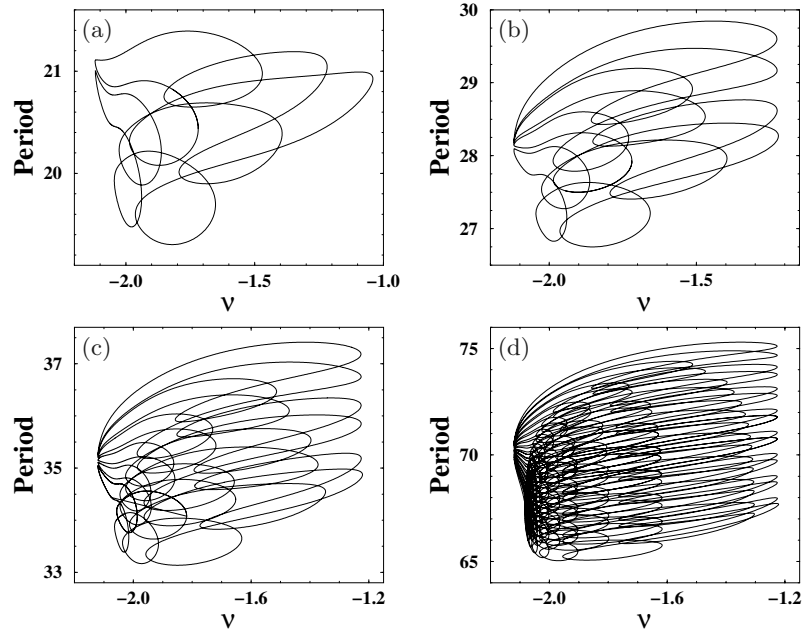 (a)
Period
21
20
−2.0 −1.5 −1.0
ν
(b)
Period
30
29
28
27
−2.0 −1.5
ν
(c)
Period
37
35
33
−2.0 −1.6 −1.2
ν
(d)
Period
75
70
65
−2.0 −1.6 −1.2
ν